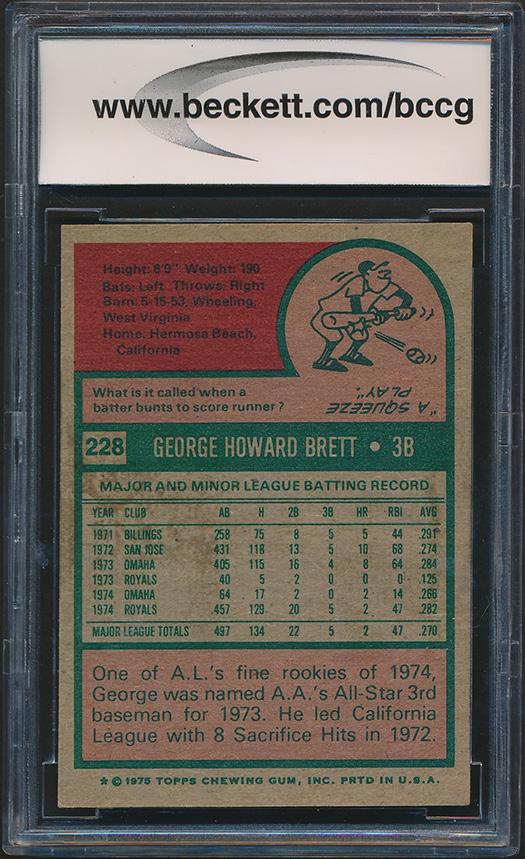 www.beckett.com/bccg
Height: 6'0" Weight: 190
Bats: Left Throws: Right
Born: 5-15-53, Wheeling,
West Virginia
Home: Hermosa Beach,
California
What is it called when a
batter bunts to score runner?
"A SQUEEZE
PLAY".
228 GEORGE HOWARD BRETT • 3B
MAJOR AND MINOR LEAGUE BATTING RECORD
YEAR CLUB AB H 2B 3B HR RBI AVG
1971 BILLINGS 258 75 8 5 5 44 .291
1972 SAN JOSE 431 118 13 5 10 68 .274
1973 OMAHA 405 115 16 4 8 64 .284
1973 ROYALS 40 5 2 0 0 0 .125
1974 OMAHA 64 17 2 0 2 14 .266
1974 ROYALS 457 129 20 5 2 47 .282
MAJOR LEAGUE TOTALS 497 134 22 5 2 47 .270
One of A.L.'s fine rookies of 1974,
George was named A.A.'s All-Star 3rd
baseman for 1973. He led California
League with 8 Sacrifice Hits in 1972.
* © 1975 TOPPS CHEWING GUM, INC. PRTD IN U.S.A.